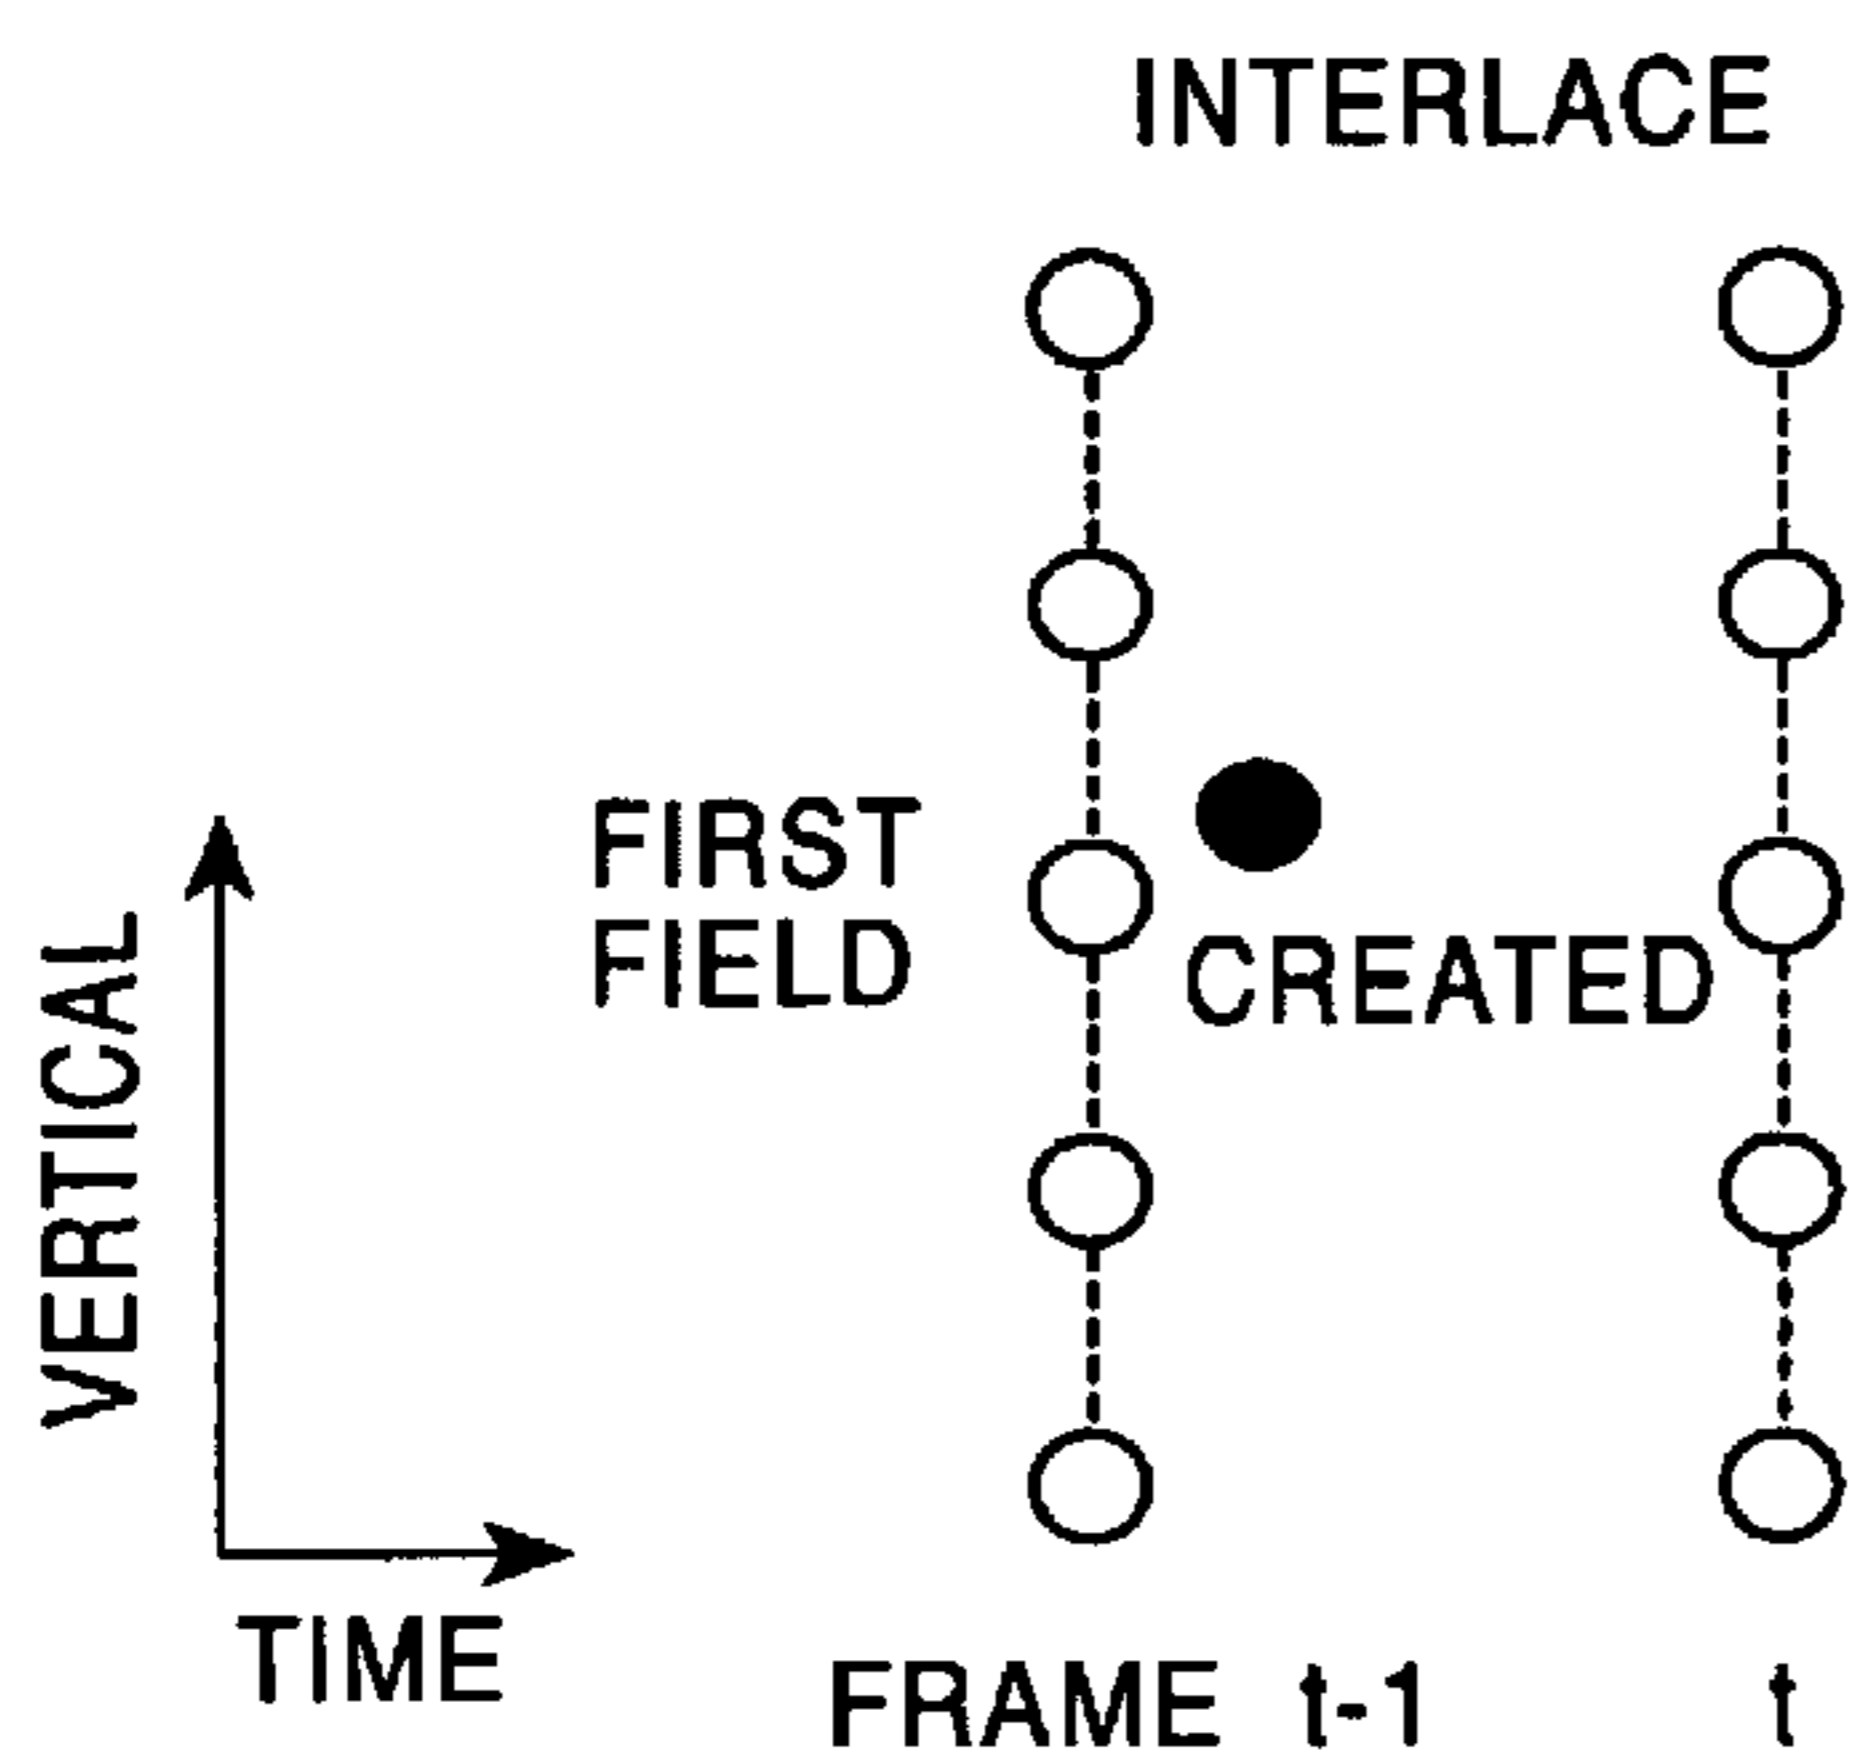 INTERLACE
FIRST
FIELD
CREATED
VERTICAL
TIME
FRAME t-1
t